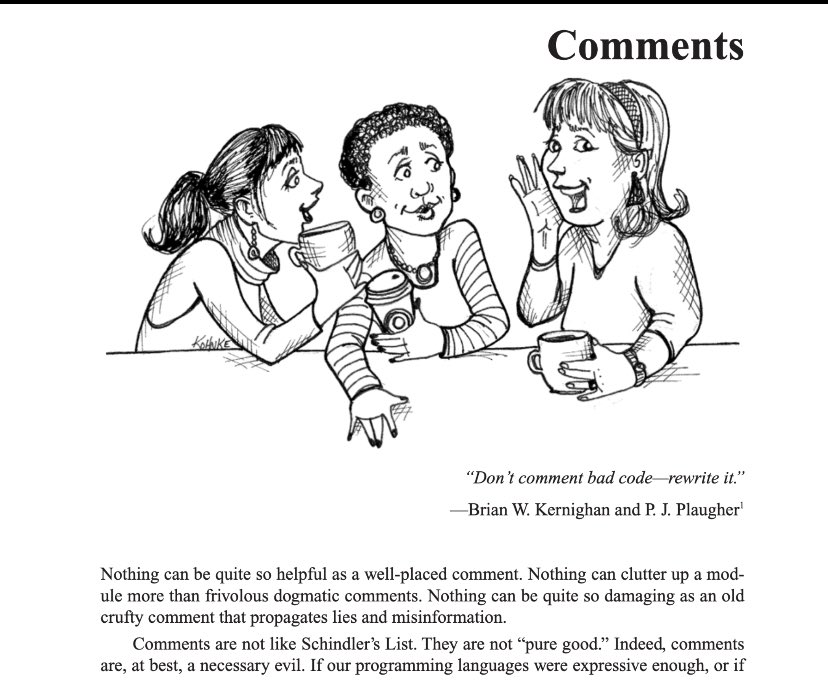 Comments
KOHNKE
“Don’t comment bad code—rewrite it.”
—Brian W. Kernighan and P. J. Plaugher¹
Nothing can be quite so helpful as a well-placed comment. Nothing can clutter up a mod-
ule more than frivolous dogmatic comments. Nothing can be quite so damaging as an old
crufty comment that propagates lies and misinformation.
Comments are not like Schindler’s List. They are not “pure good.” Indeed, comments
are, at best, a necessary evil. If our programming languages were expressive enough, or if